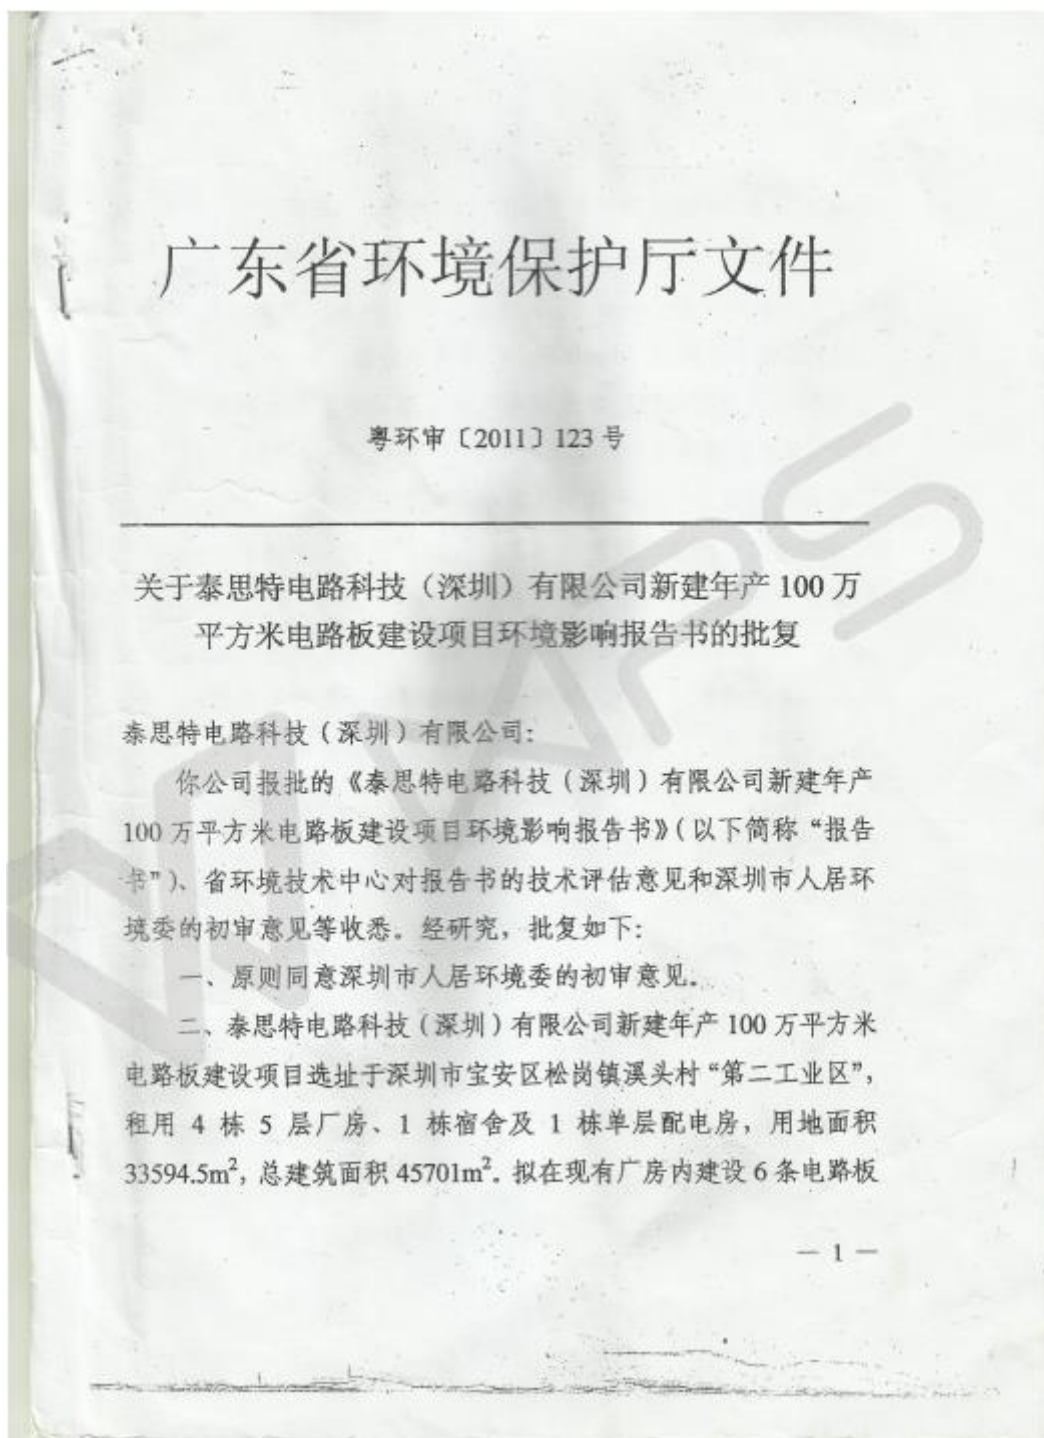 广东省环境保护厅文件
粤环审〔2011〕123号
关于泰思特电路科技（深圳）有限公司新建年产100万
平方米电路板建设项目环境影响报告书的批复
泰思特电路科技（深圳）有限公司：
你公司报批的《泰思特电路科技（深圳）有限公司新建年产
100万平方米电路板建设项目环境影响报告书》（以下简称“报告
书”）、省环境技术中心对报告书的技术评估意见和深圳市人居环
境委的初审意见等收悉。经研究，批复如下：
一、原则同意深圳市人居环境委的初审意见。
二、泰思特电路科技（深圳）有限公司新建年产100万平方米
电路板建设项目选址于深圳市宝安区松岗镇溪头村“第二工业区”，
租用4栋5层厂房、1栋宿舍及1栋单层配电房，用地面积
33594.5m²，总建筑面积45701m²。拟在现有厂房内建设6条电路板
— 1 —